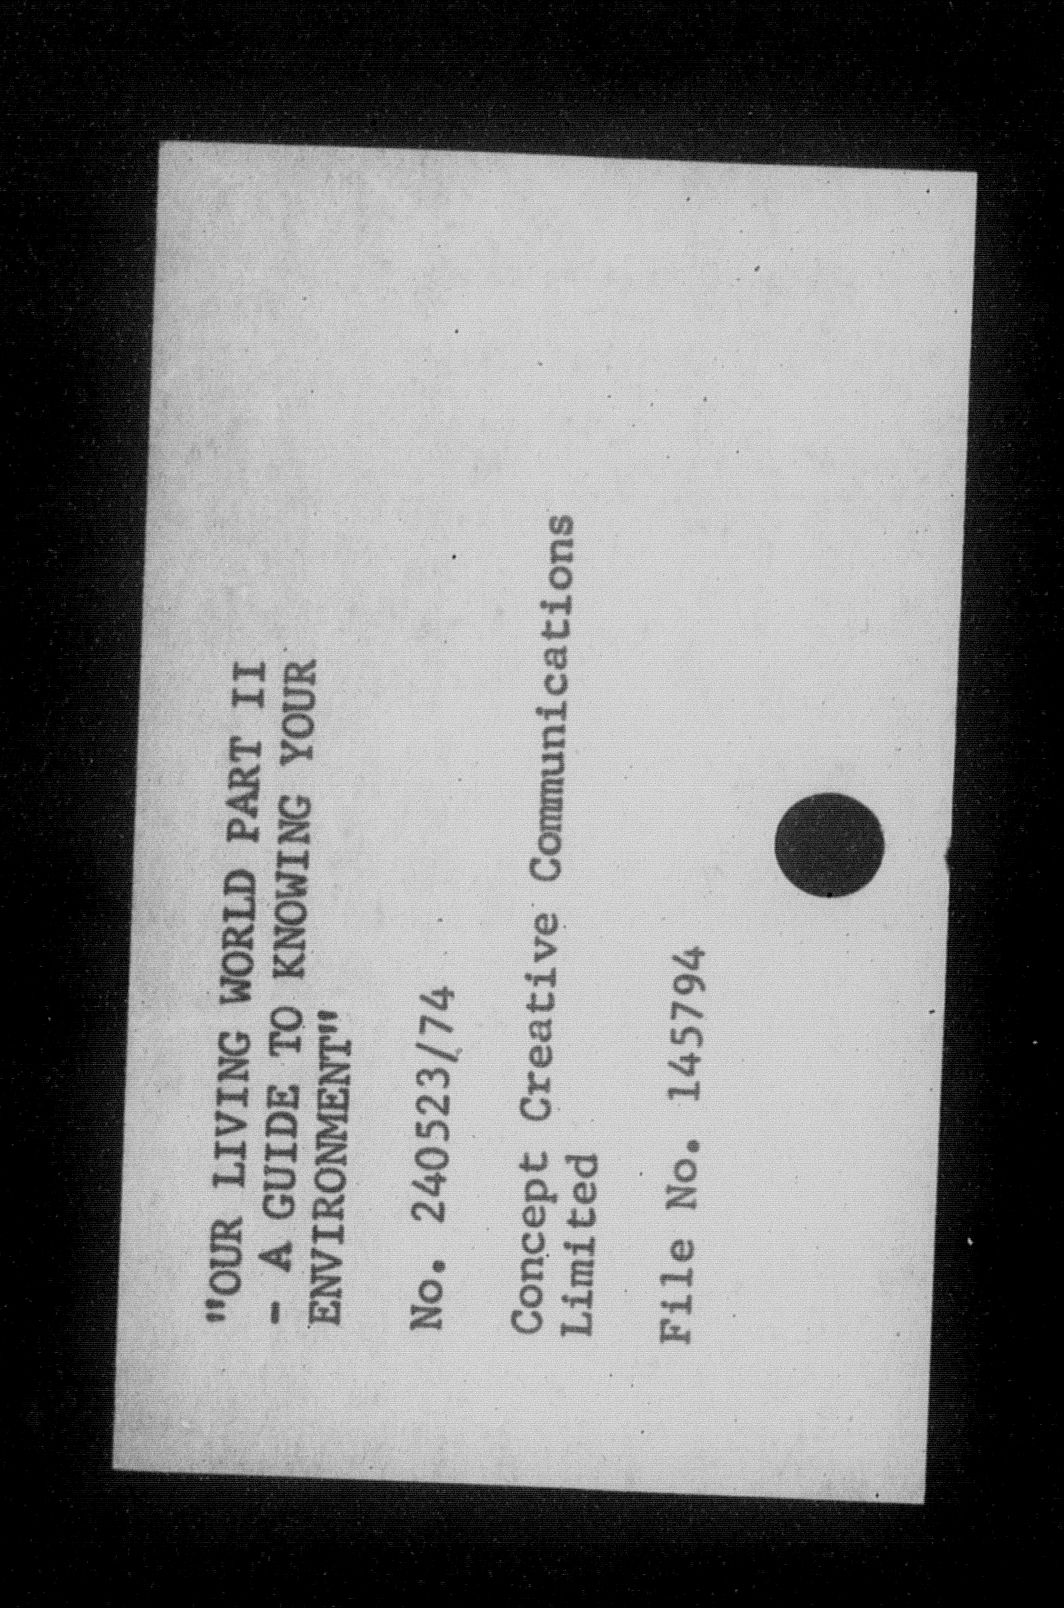 "OUR LIVING WORLD PART II
- A GUIDE TO KNOWING YOUR
ENVIRONMENT"
No. 240523/74
Concept Creative Communications
Limited
File No. 145794